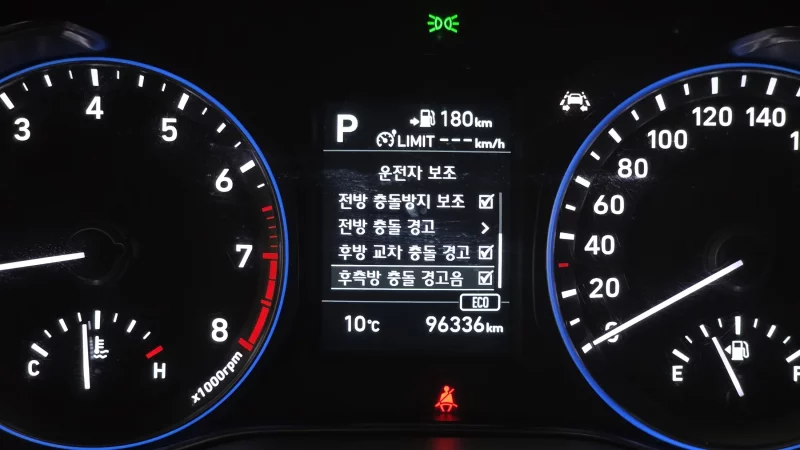 3
4
5
6
7
8
x1000rpm
C
H
P
180km
LIMIT ---km/h
운전자 보조
전방 충돌방지 보조
전방 충돌 경고
후방 교차 충돌 경고
후측방 충돌 경고음
ECO
10℃
96336km
0
20
40
60
80
100
120
140
E